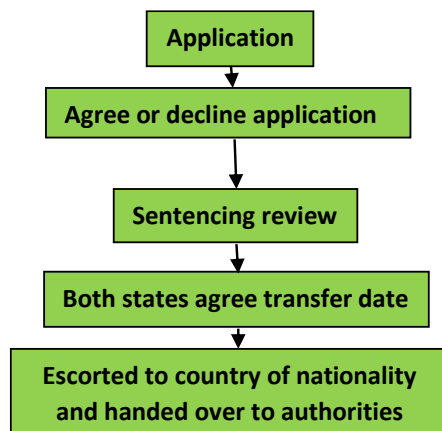 Application
Agree or decline application
Sentencing review
Both states agree transfer date
Escorted to country of nationality
and handed over to authorities